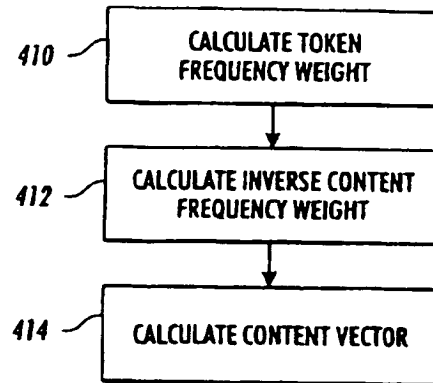 410
CALCULATE TOKEN
FREQUENCY WEIGHT
412
CALCULATE INVERSE CONTENT
FREQUENCY WEIGHT
414
CALCULATE CONTENT VECTOR